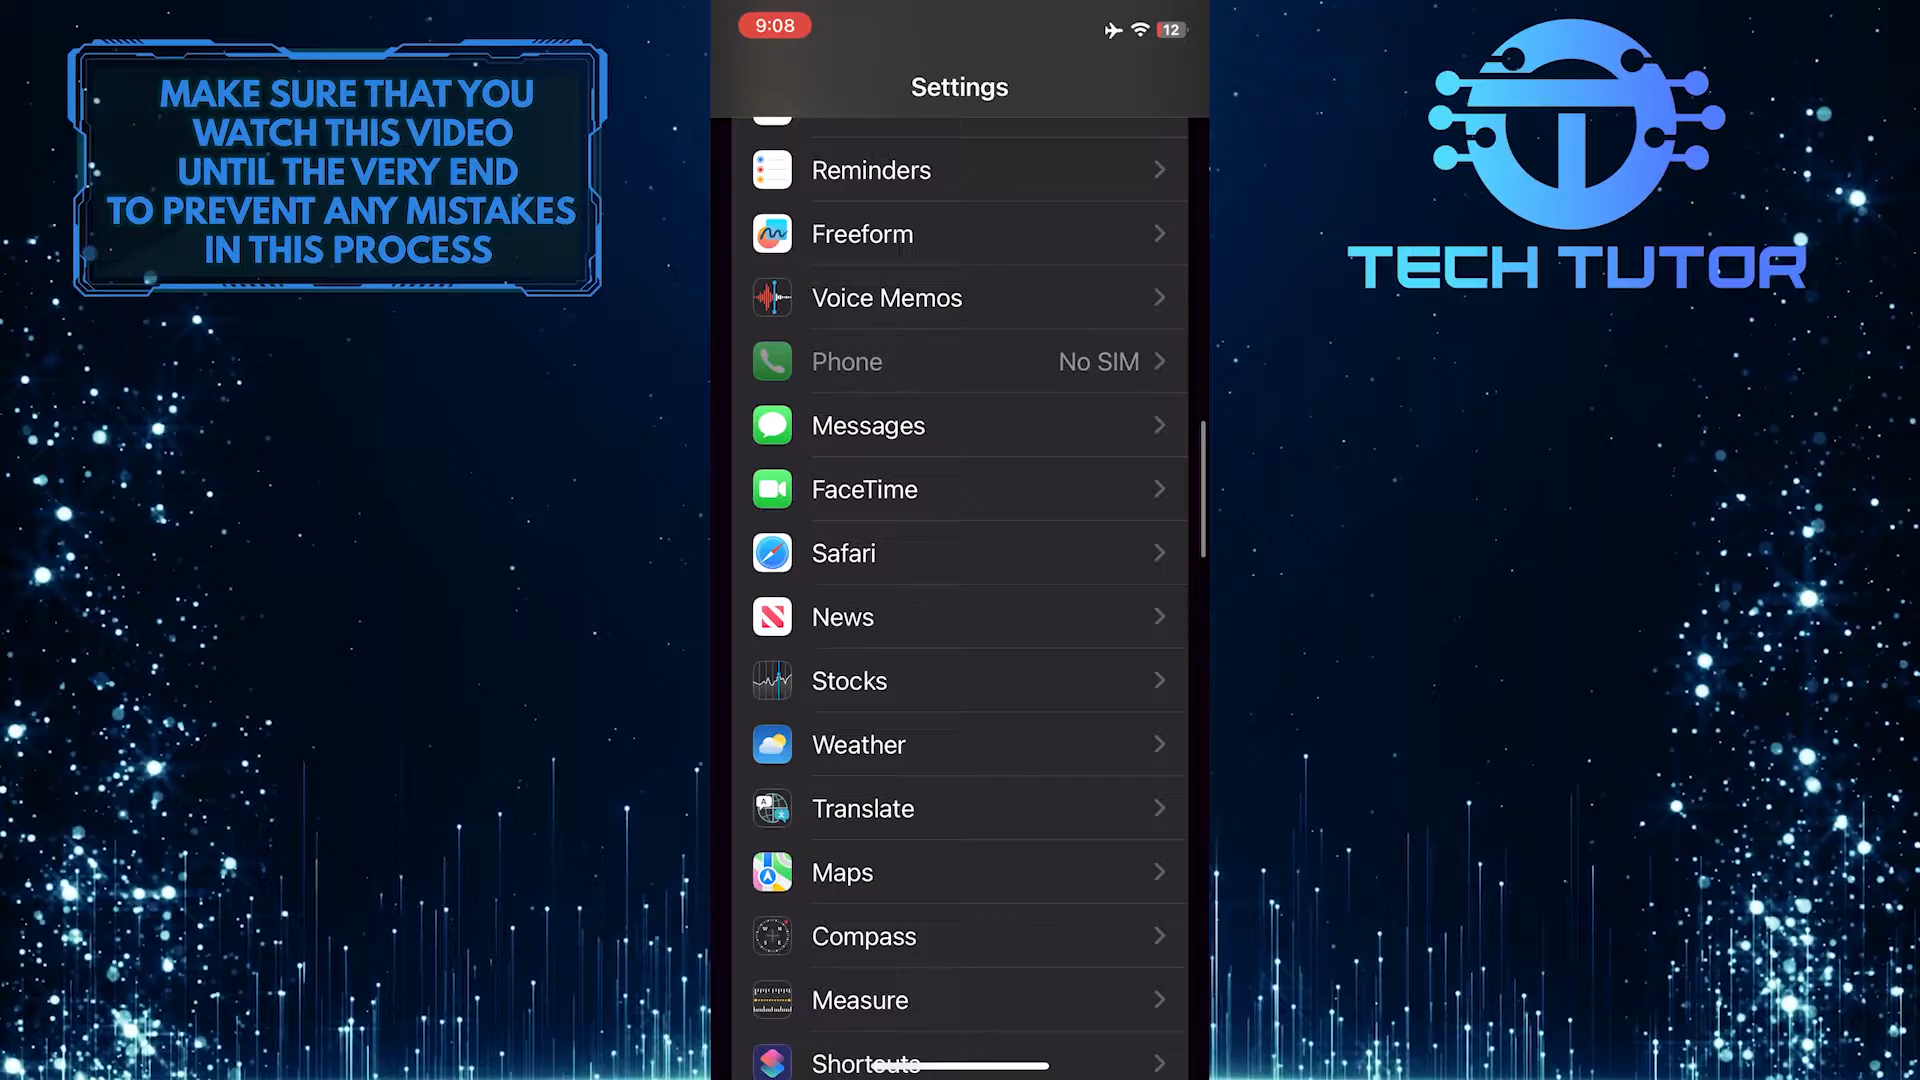 MAKE SURE THAT YOU
WATCH THIS VIDEO
UNTIL THE VERY END
TO PREVENT ANY MISTAKES
IN THIS PROCESS
9:08
12
Settings
Reminders
Freeform
Voice Memos
Phone No SIM
Messages
FaceTime
Safari
News
Stocks
Weather
Translate
Maps
Compass
Measure
Shortcuts
TECH TUTOR